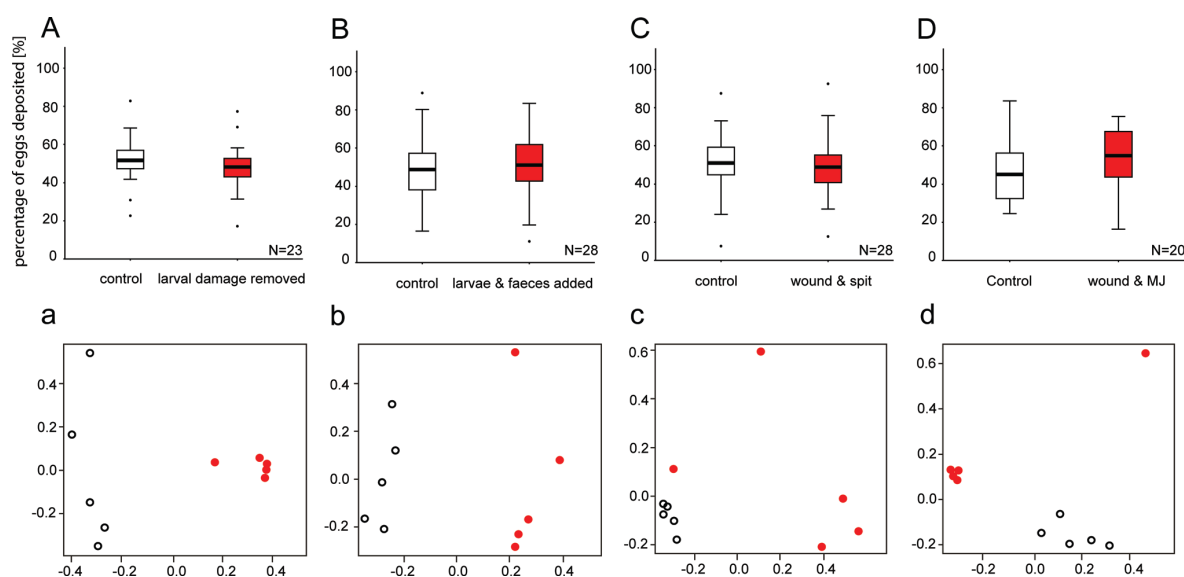 A
B
C
D
percentage of eggs deposited [%]
100
80
60
40
20
0
N=23
control
larval damage removed
100
80
60
40
20
0
N=28
control
larvae & faeces added
100
80
60
40
20
0
N=28
control
wound & spit
100
80
60
40
20
0
N=20
Control
wound & MJ
a
b
c
d
0.4
0.2
0.0
-0.2
-0.4
-0.2
0.0
0.2
0.4
0.4
0.2
0.0
-0.2
-0.2
0.0
0.2
0.4
0.6
0.4
0.2
0.0
-0.2
-0.2
0.0
0.2
0.4
0.6
0.4
0.2
0.0
-0.2
-0.2
0.0
0.2
0.4